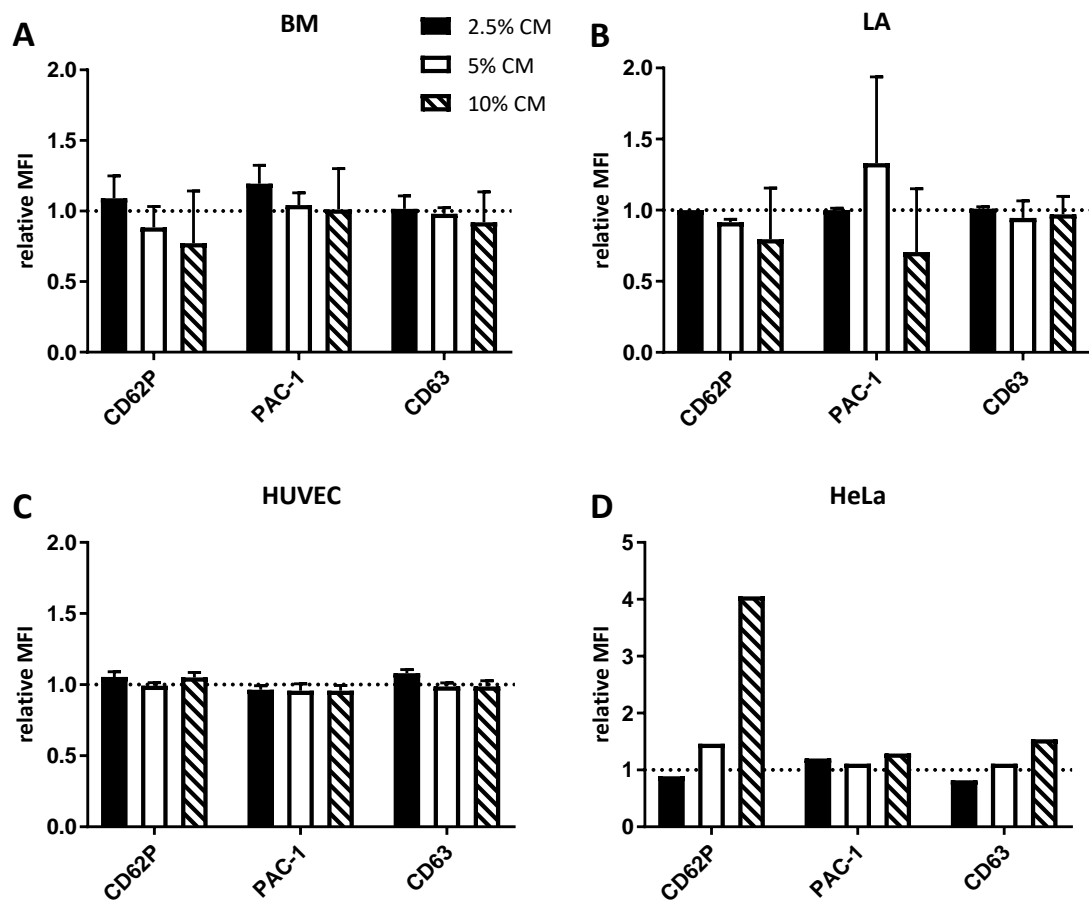 A
BM
2.5% CM
5% CM
10% CM
relative MFI
2.0
1.5
1.0
0.5
0.0
CD62P
PAC-1
CD63
B
LA
relative MFI
2.0
1.5
1.0
0.5
0.0
CD62P
PAC-1
CD63
C
HUVEC
relative MFI
2.0
1.5
1.0
0.5
0.0
CD62P
PAC-1
CD63
D
HeLa
relative MFI
5
4
3
2
1
0
CD62P
PAC-1
CD63